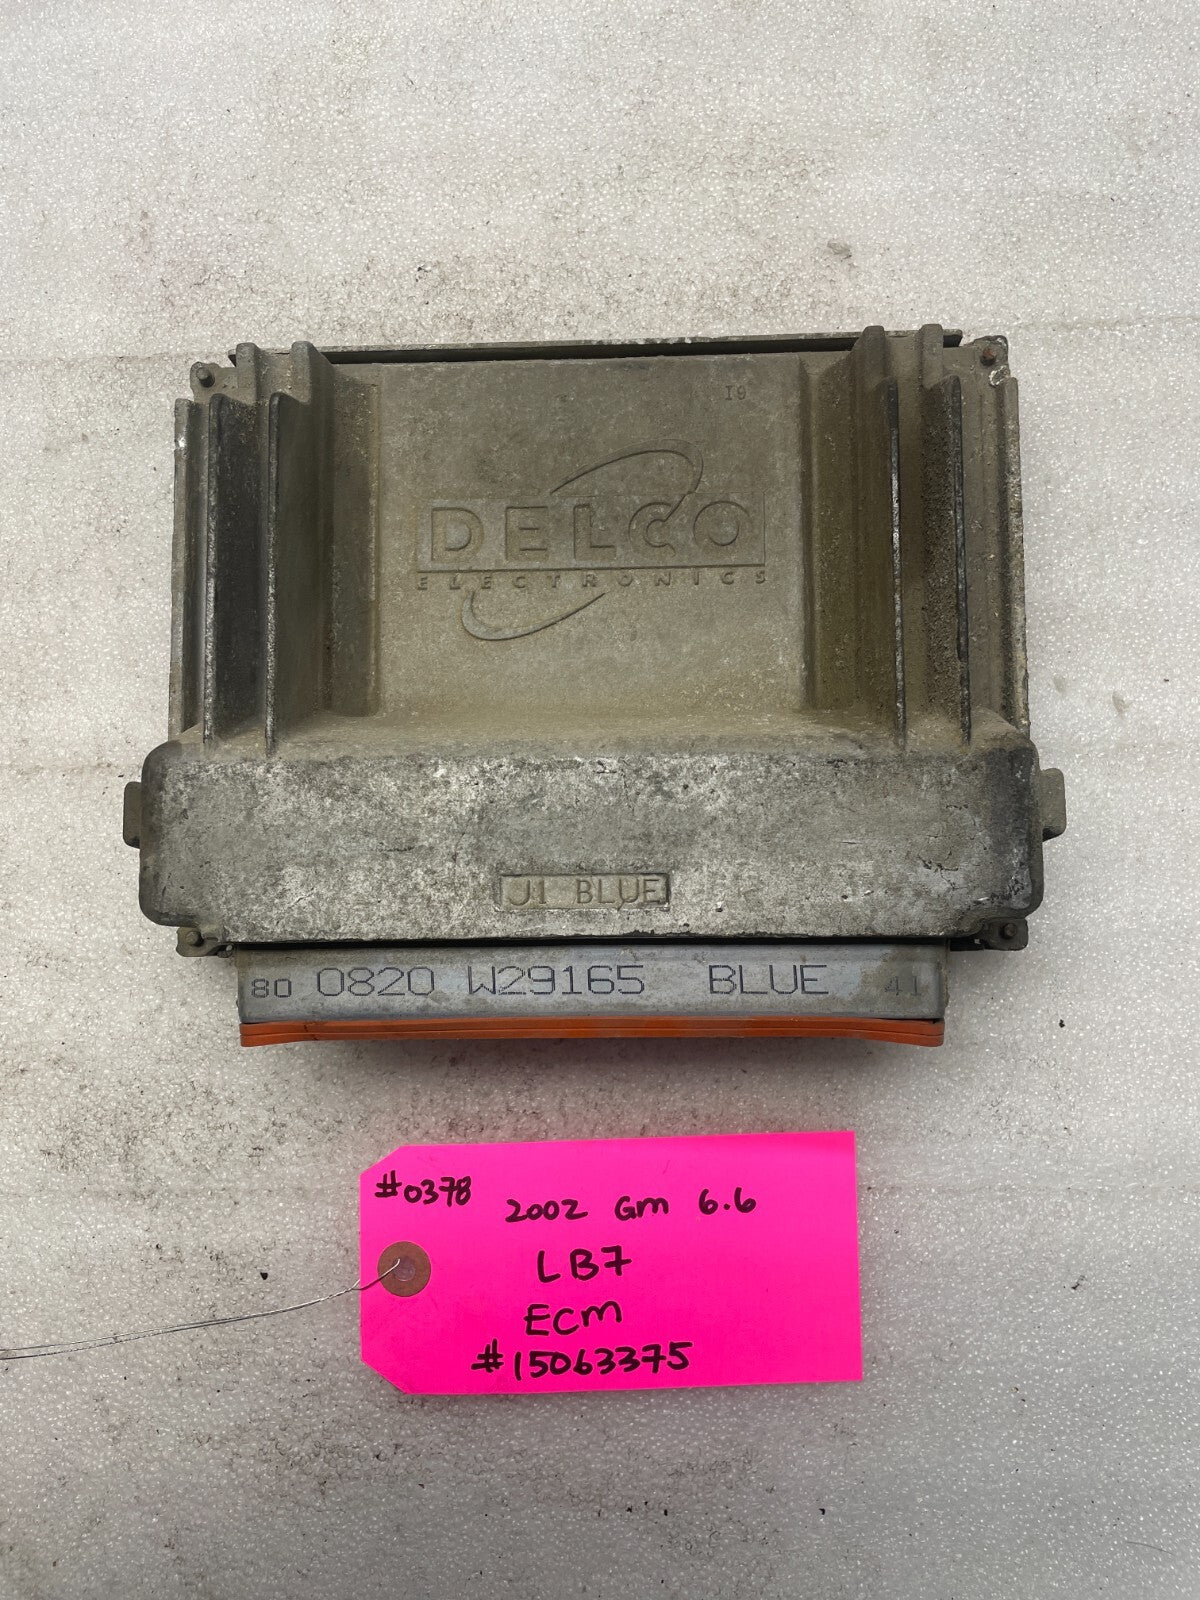 I9
DELCO
ELECTRONICS
J1 BLUE
80 0820 W29165 BLUE 41
#0378
2002 Gm 6.6
LB7
ECM
#15063375